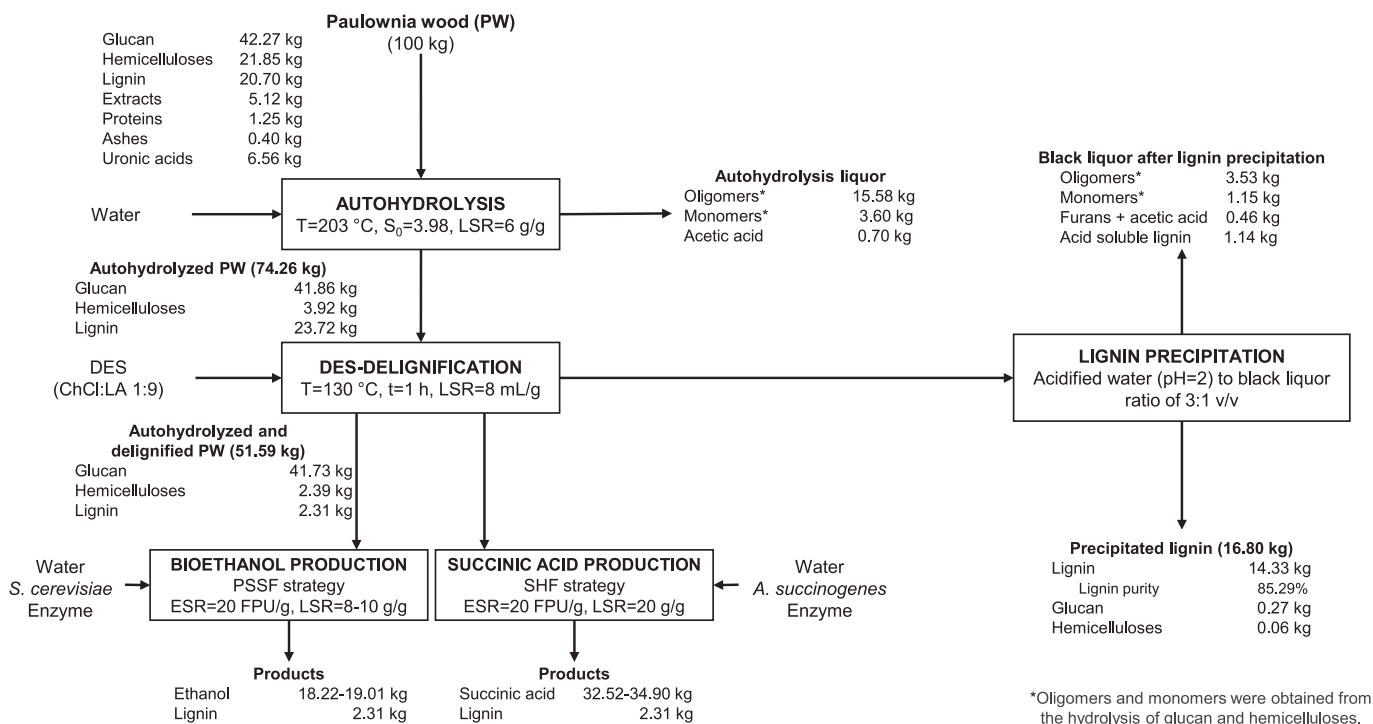 Paulownia wood (PW)
(100 kg)
Glucan 42.27 kg
Hemicelluloses 21.85 kg
Lignin 20.70 kg
Extracts 5.12 kg
Proteins 1.25 kg
Ashes 0.40 kg
Uronic acids 6.56 kg
Water
AUTOHYDROLYSIS
T=203 °C, S₀=3.98, LSR=6 g/g
Autohydrolysis liquor
Oligomers* 15.58 kg
Monomers* 3.60 kg
Acetic acid 0.70 kg
Black liquor after lignin precipitation
Oligomers* 3.53 kg
Monomers* 1.15 kg
Furans + acetic acid 0.46 kg
Acid soluble lignin 1.14 kg
Autohydrolyzed PW (74.26 kg)
Glucan 41.86 kg
Hemicelluloses 3.92 kg
Lignin 23.72 kg
DES
(ChCl:LA 1:9)
DES-DELIGNIFICATION
T=130 °C, t=1 h, LSR=8 mL/g
LIGNIN PRECIPITATION
Acidified water (pH=2) to black liquor
ratio of 3:1 v/v
Autohydrolyzed and
delignified PW (51.59 kg)
Glucan 41.73 kg
Hemicelluloses 2.39 kg
Lignin 2.31 kg
Water
S. cerevisiae
Enzyme
BIOETHANOL PRODUCTION
PSSF strategy
ESR=20 FPU/g, LSR=8-10 g/g
SUCCINIC ACID PRODUCTION
SHF strategy
ESR=20 FPU/g, LSR=20 g/g
Water
A. succinogenes
Enzyme
Precipitated lignin (16.80 kg)
Lignin 14.33 kg
Lignin purity 85.29%
Glucan 0.27 kg
Hemicelluloses 0.06 kg
Products
Ethanol 18.22-19.01 kg
Lignin 2.31 kg
Products
Succinic acid 32.52-34.90 kg
Lignin 2.31 kg
*Oligomers and monomers were obtained from
the hydrolysis of glucan and hemicelluloses.